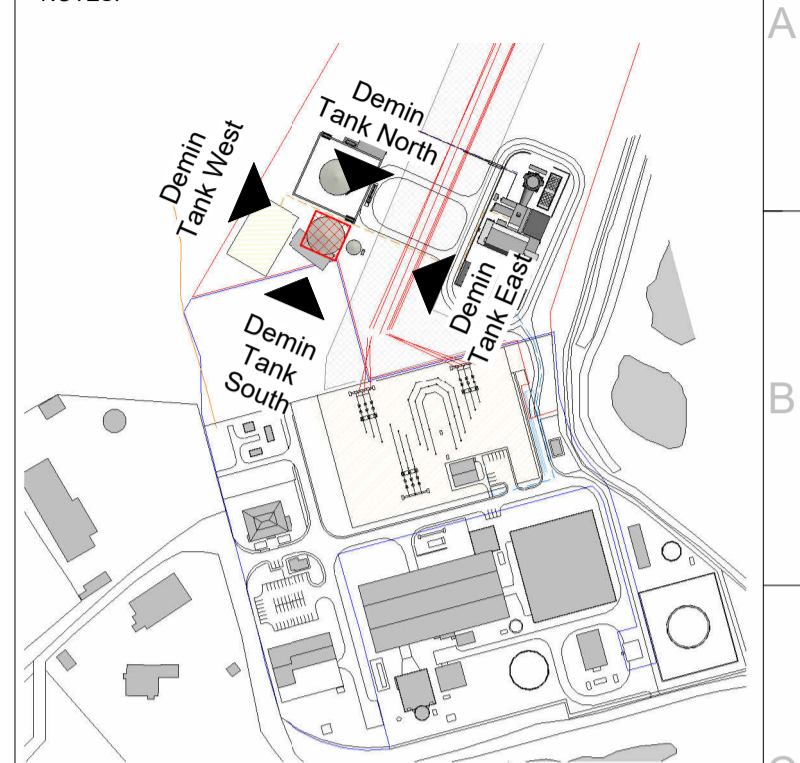 A
Demin
Tank North
Demin
Tank West
Demin
Tank East
Demin
Tank
South
B